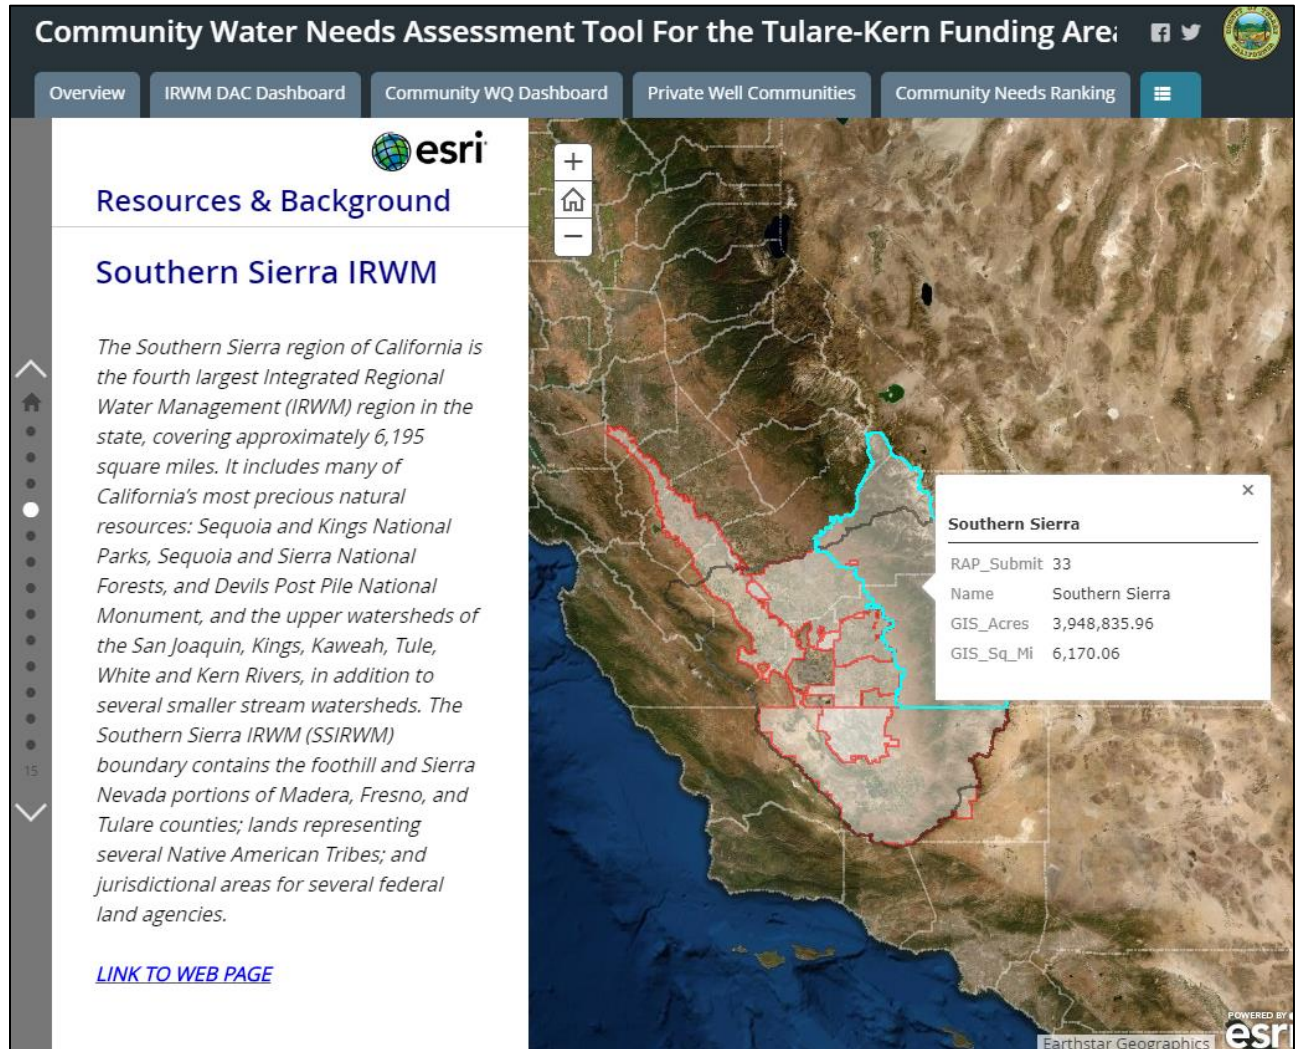 Community Water Needs Assessment Tool For the Tulare-Kern Funding Area
Overview
IRWM DAC Dashboard
Community WQ Dashboard
Private Well Communities
Community Needs Ranking
esri
Resources & Background
Southern Sierra IRWM
The Southern Sierra region of California is
the fourth largest Integrated Regional
Water Management (IRWM) region in the
state, covering approximately 6,195
square miles. It includes many of
California's most precious natural
resources: Sequoia and Kings National
Parks, Sequoia and Sierra National
Forests, and Devils Post Pile National
Monument, and the upper watersheds of
the San Joaquin, Kings, Kaweah, Tule,
White and Kern Rivers, in addition to
several smaller stream watersheds. The
Southern Sierra IRWM (SSIRWM)
boundary contains the foothill and Sierra
Nevada portions of Madera, Fresno, and
Tulare counties; lands representing
several Native American Tribes; and
jurisdictional areas for several federal
land agencies.
LINK TO WEB PAGE
15
Southern Sierra
RAP_Submit 33
Name Southern Sierra
GIS_Acres 3,948,835.96
GIS_Sq_Mi 6,170.06
POWERED BY
esri
Earthstar Geographics